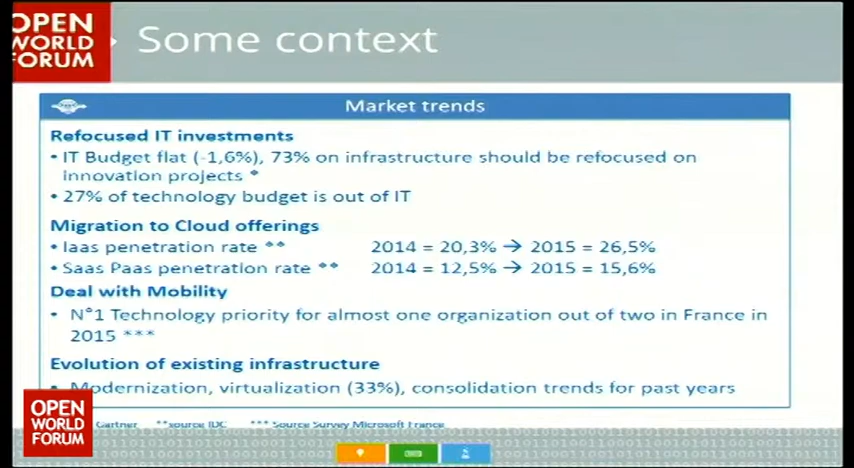 OPEN
WORLD
FORUM
Some context
Market trends
Refocused IT investments
• IT Budget flat (-1,6%), 73% on infrastructure should be refocused on
innovation projects *
• 27% of technology budget is out of IT
Migration to Cloud offerings
• Iaas penetration rate ** 2014 = 20,3% → 2015 = 26,5%
• Saas Paas penetration rate ** 2014 = 12,5% → 2015 = 15,6%
Deal with Mobility
• N°1 Technology priority for almost one organization out of two in France in
2015 ***
Evolution of existing infrastructure
• Modernization, virtualization (33%), consolidation trends for past years
Gartner **source IDC *** Source Survey Microsoft France
OPEN
WORLD
FORUM